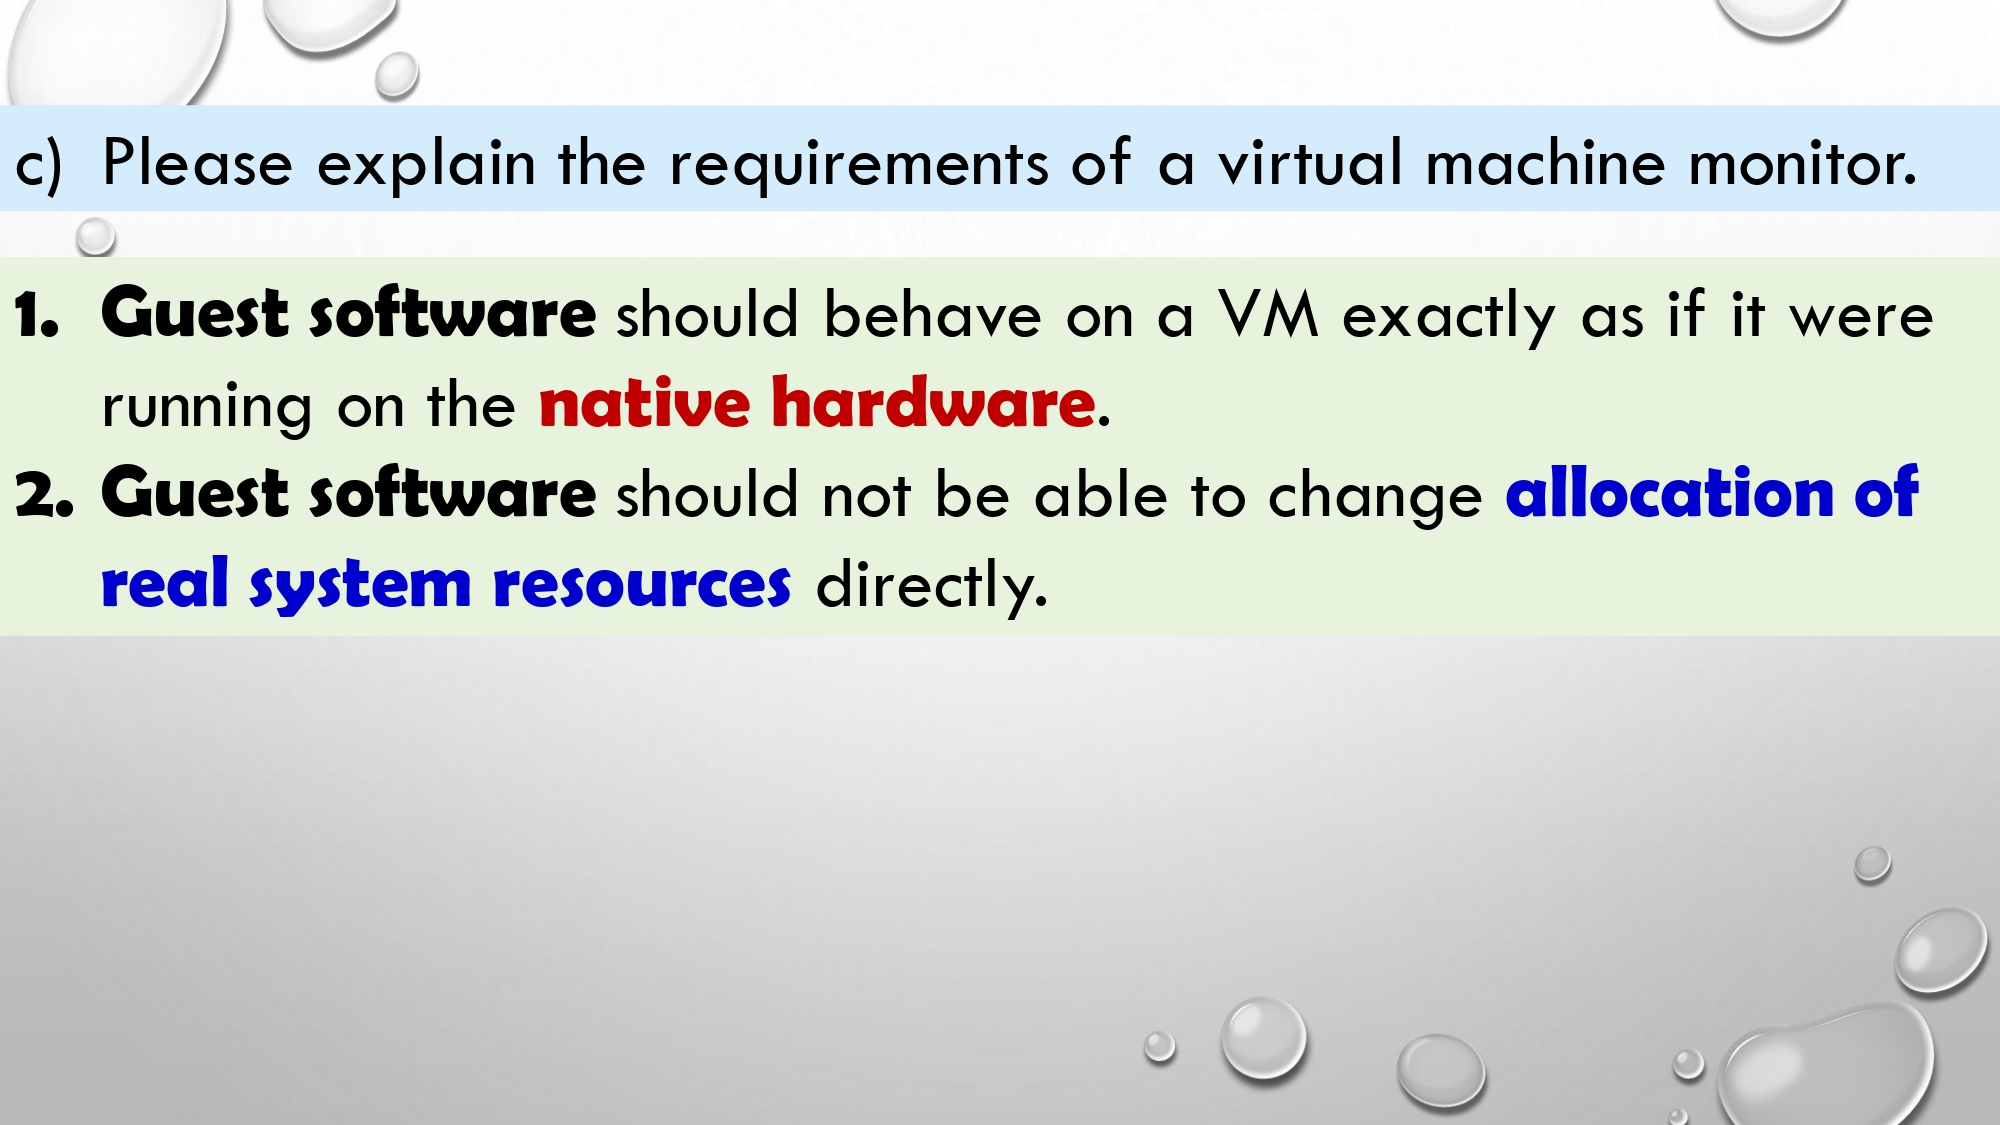 c) Please explain the requirements of a virtual machine monitor.
1. Guest software should behave on a VM exactly as if it were
running on the native hardware.
2. Guest software should not be able to change allocation of
real system resources directly.